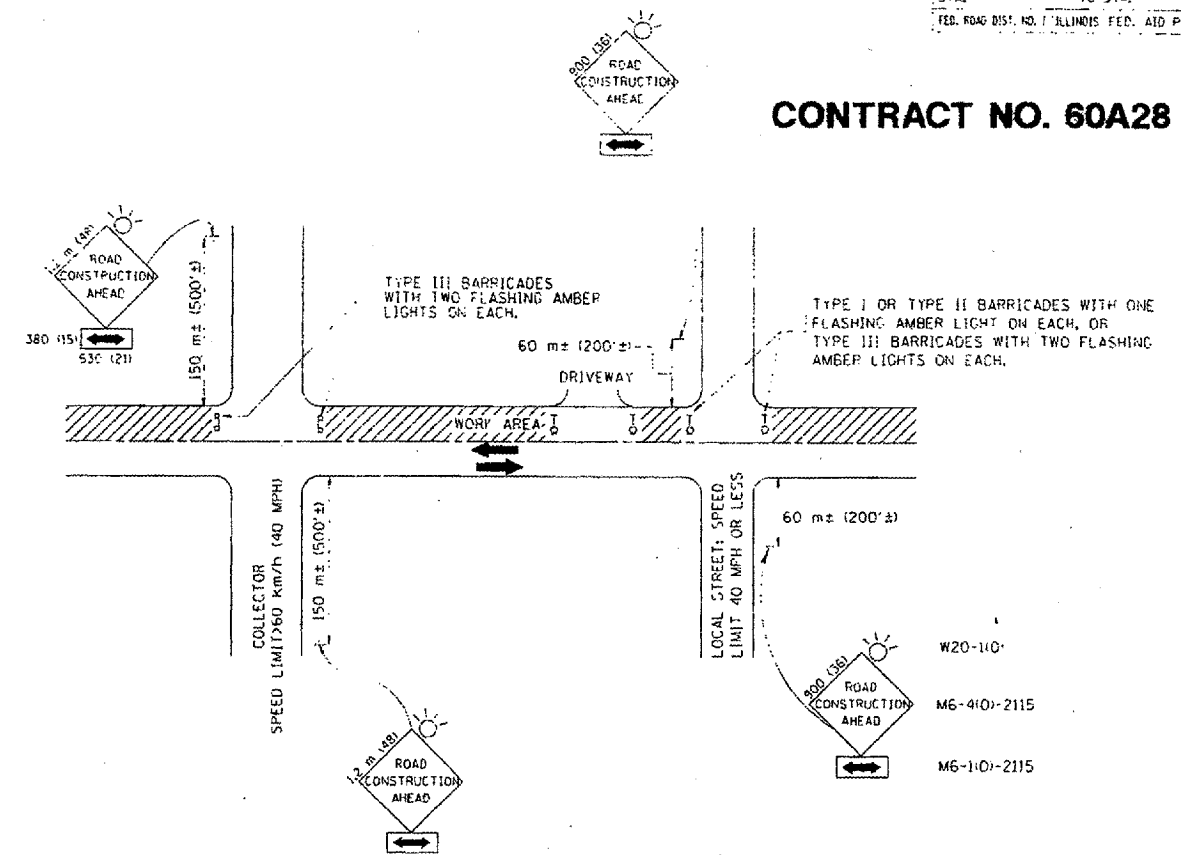 FED. ROAD DIST. NO. ILLINOIS FED. AID P
CONTRACT NO. 60A28
900 (36)
ROAD
CONSTRUCTION
AHEAD
1.2 m (48)
ROAD
CONSTRUCTION
AHEAD
380 (15)
530 (21)
150 m± (500'±)
TYPE III BARRICADES
WITH TWO FLASHING AMBER
LIGHTS ON EACH.
60 m± (200'±)
DRIVEWAY
TYPE I OR TYPE II BARRICADES WITH ONE
FLASHING AMBER LIGHT ON EACH, OR
TYPE III BARRICADES WITH TWO FLASHING
AMBER LIGHTS ON EACH.
WORK AREA
COLLECTOR
SPEED LIMIT>60 km/h (40 MPH)
150 m± (500'±)
LOCAL STREET: SPEED
LIMIT 40 MPH OR LESS
60 m± (200'±)
1.2 m (48)
ROAD
CONSTRUCTION
AHEAD
900 (36)
ROAD
CONSTRUCTION
AHEAD
W20-1(O)
M6-4(O)-2115
M6-1(O)-2115